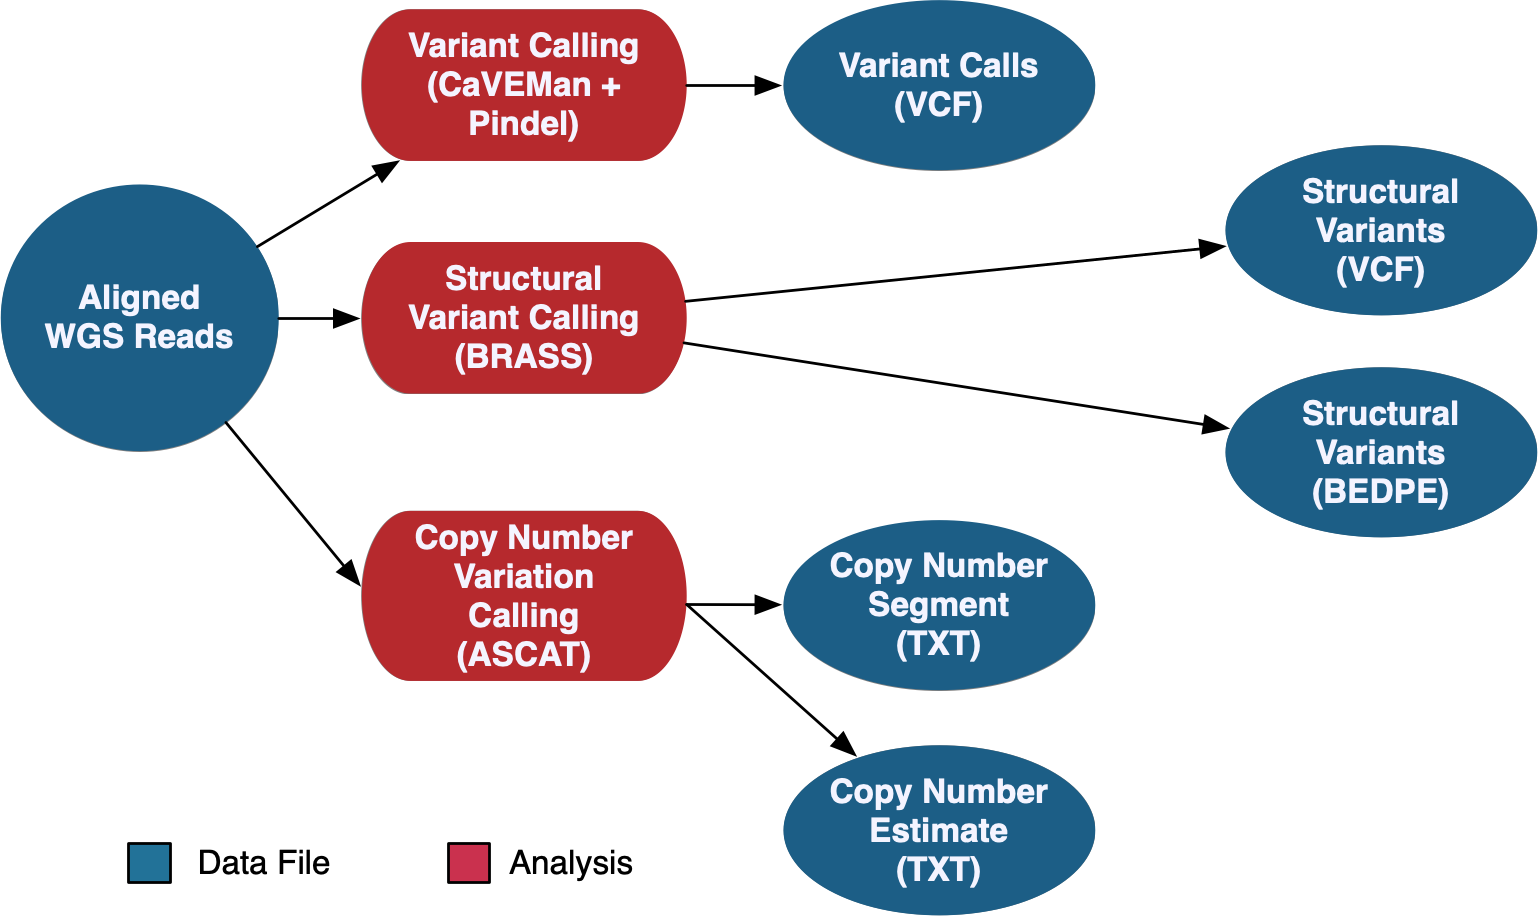 Variant Calling
(CaVEMan +
Pindel)
Variant Calls
(VCF)
Structural
Variants
(VCF)
Aligned
WGS Reads
Structural
Variant Calling
(BRASS)
Structural
Variants
(BEDPE)
Copy Number
Variation
Calling
(ASCAT)
Copy Number
Segment
(TXT)
Copy Number
Estimate
(TXT)
Data File
Analysis